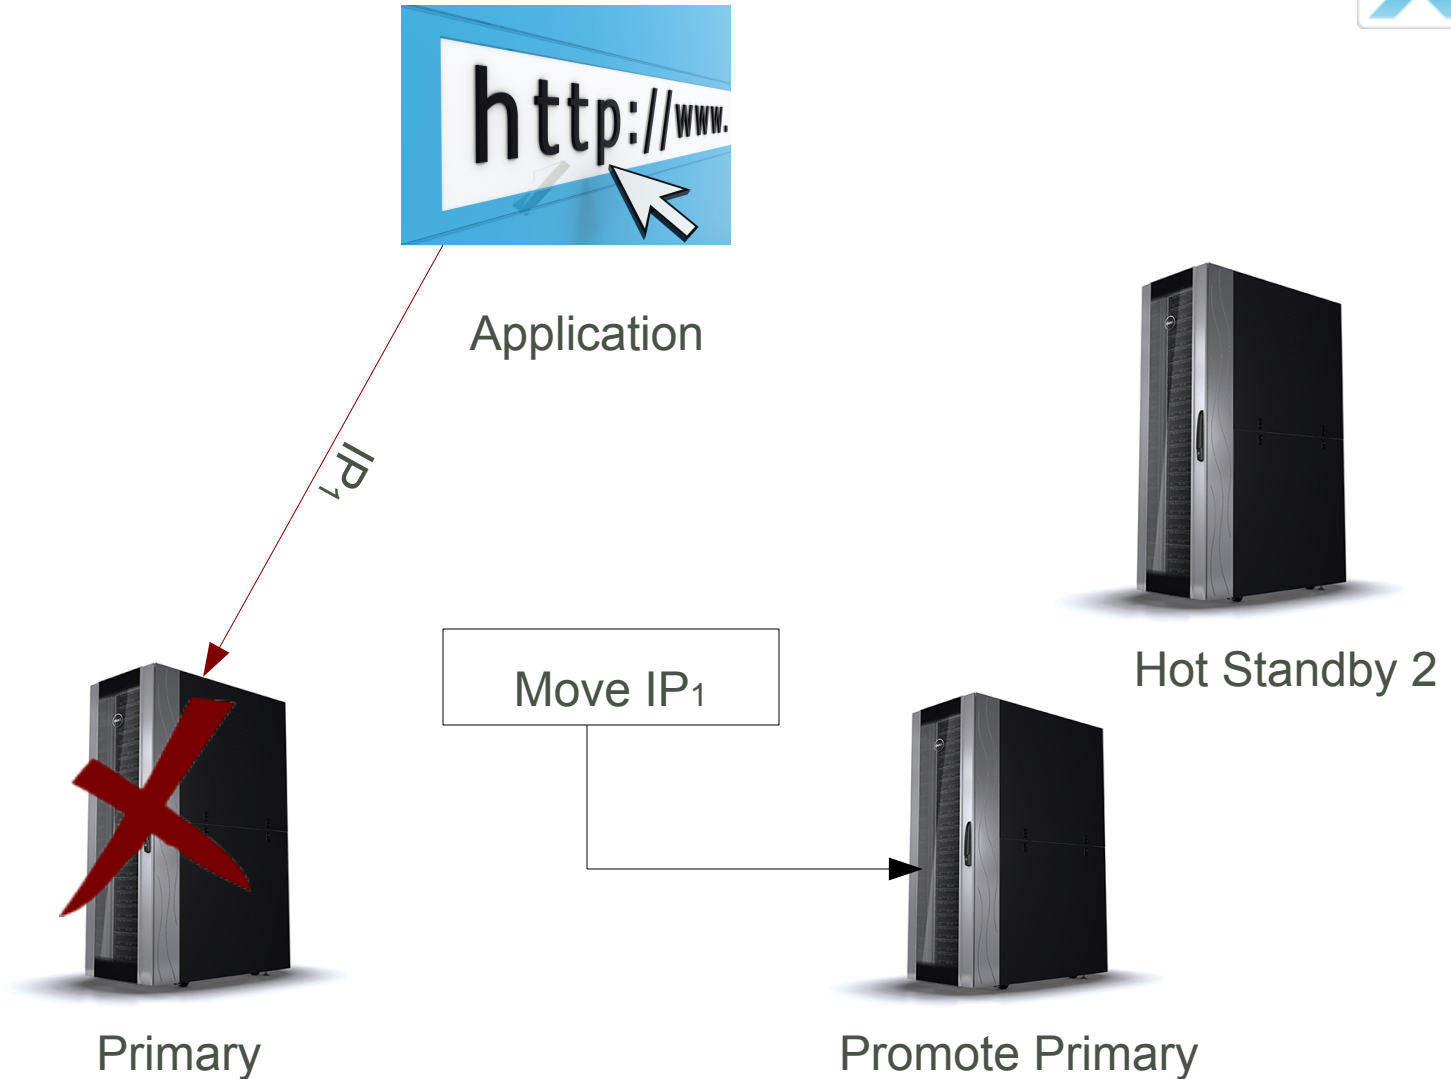 http://www.
Application
IP1
Hot Standby 2
Move IP1
Primary
Promote Primary